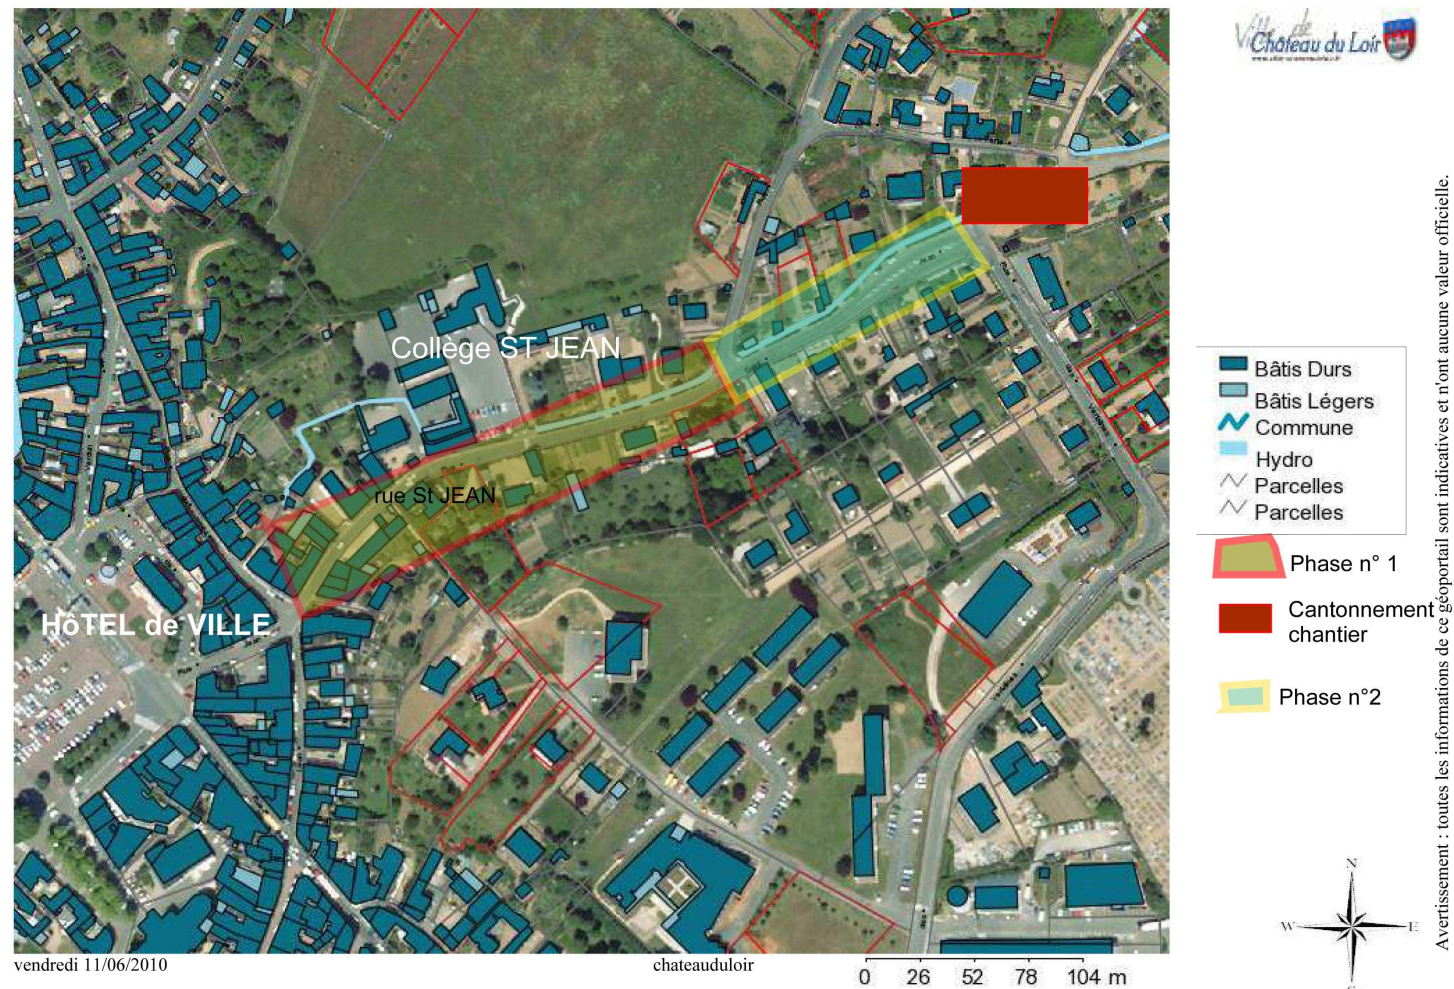 Ville de
Château du Loir
Collège ST JEAN
rue St JEAN
HôTEL de VILLE
Bâtis Durs
Bâtis Légers
Commune
Hydro
Parcelles
Parcelles
Phase n° 1
Cantonnement
chantier
Phase n°2
Avertissement : toutes les informations de ce géoportail sont indicatives et n'ont aucune valeur officielle.
N
W
E
vendredi 11/06/2010
chateauduloir
0 26 52 78 104 m